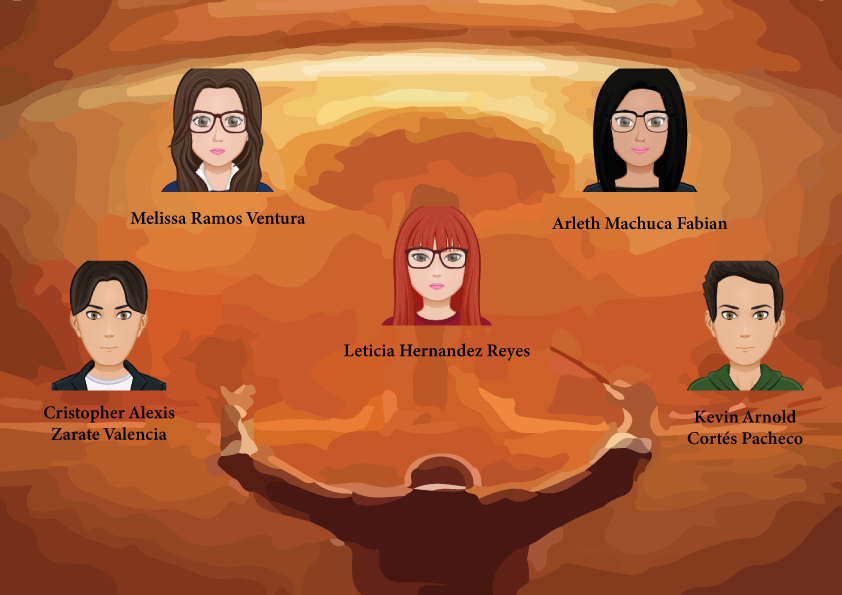 Melissa Ramos Ventura
Arleth Machuca Fabian
Leticia Hernandez Reyes
Cristopher Alexis
Zarate Valencia
Kevin Arnold
Cortés Pacheco